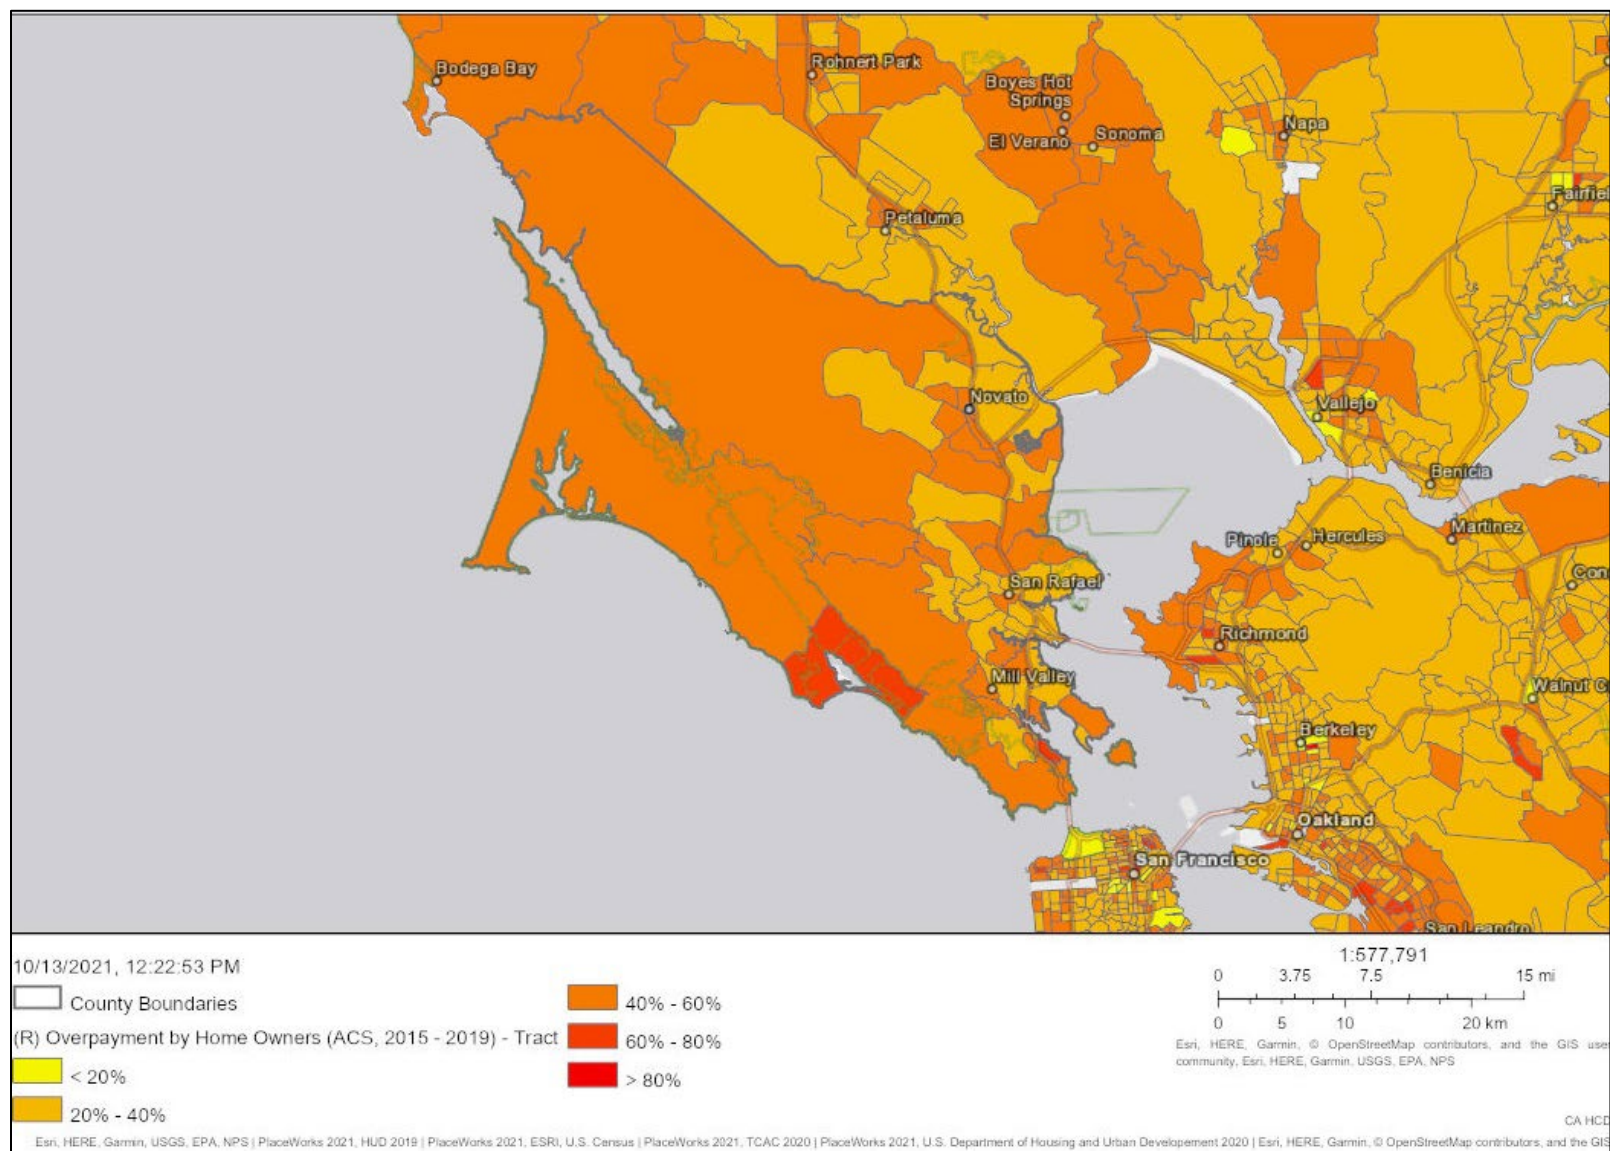 Bodega Bay
Rohnert Park
Boyes Hot
Springs
El Verano
Sonoma
Napa
Petaluma
Novato
Vallejo
Benicia
Martinez
Pinole
Hercules
San Rafael
Richmond
Mill Valley
Berkeley
Oakland
San Francisco
San Leandro
10/13/2021, 12:22:53 PM
County Boundaries
(R) Overpayment by Home Owners (ACS, 2015 - 2019) - Tract
< 20%
20% - 40%
40% - 60%
60% - 80%
> 80%
1:577,791
0 3.75 7.5 15 mi
0 5 10 20 km
Esri, HERE, Garmin, © OpenStreetMap contributors, and the GIS user
community, Esri, HERE, Garmin, USGS, EPA, NPS
CA HCD
Esri, HERE, Garmin, USGS, EPA, NPS | PlaceWorks 2021, HUD 2019 | PlaceWorks 2021, ESRI, U.S. Census | PlaceWorks 2021, TCAC 2020 | PlaceWorks 2021, U.S. Department of Housing and Urban Developement 2020 | Esri, HERE, Garmin, © OpenStreetMap contributors, and the GIS